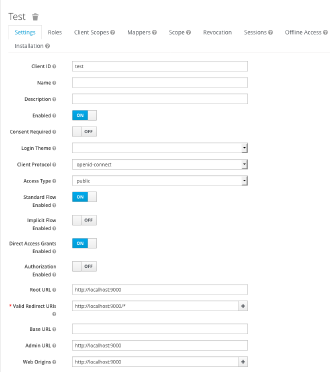 Test
Settings Roles Client Scopes Mappers Scope Revocation Sessions Offline Access
Installation
Client ID test
Name
Description
Enabled ON
Consent Required OFF
Login Theme
Client Protocol openid-connect
Access Type public
Standard Flow
Enabled ON
Implicit Flow
Enabled OFF
Direct Access Grants
Enabled ON
Authorization
Enabled OFF
Root URL http://localhost:9000
* Valid Redirect URIs http://localhost:9000/* +
Base URL
Admin URL http://localhost:9000
Web Origins http://localhost:9000 +